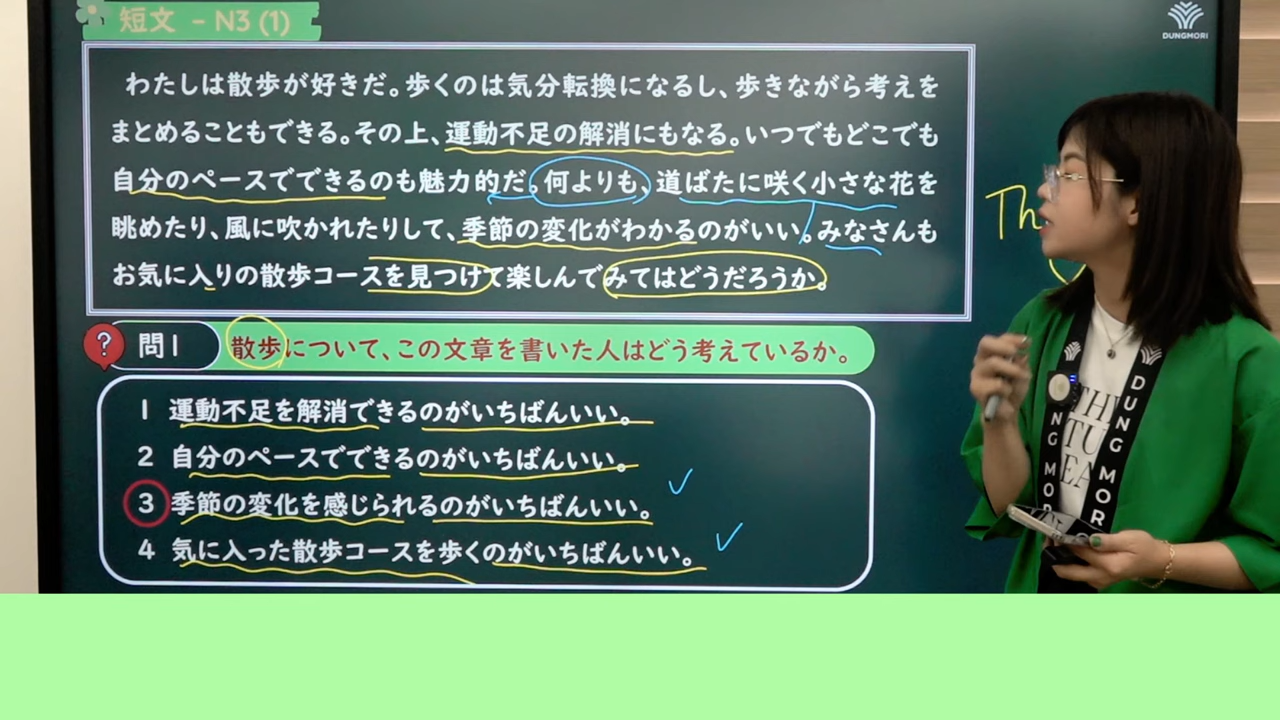 短文 - N3 (1)
DUNGMORI
わたしは散歩が好きだ。歩くのは気分転換になるし、歩きながら考えを
まとめることもできる。その上、運動不足の解消にもなる。いつでもどこでも
自分のペースでできるのも魅力的だ。何よりも、道ばたに咲く小さな花を
眺めたり、風に吹かれたりして、季節の変化がわかるのがいい。みなさんも
お気に入りの散歩コースを見つけて楽しんでみてはどうだろうか。
Th
? 問1 散歩について、この文章を書いた人はどう考えているか。
1 運動不足を解消できるのがいちばんいい。
2 自分のペースでできるのがいちばんいい。
3 季節の変化を感じられるのがいちばんいい。
4 気に入った散歩コースを歩くのがいちばんいい。
DUNG MOR
NG MOR